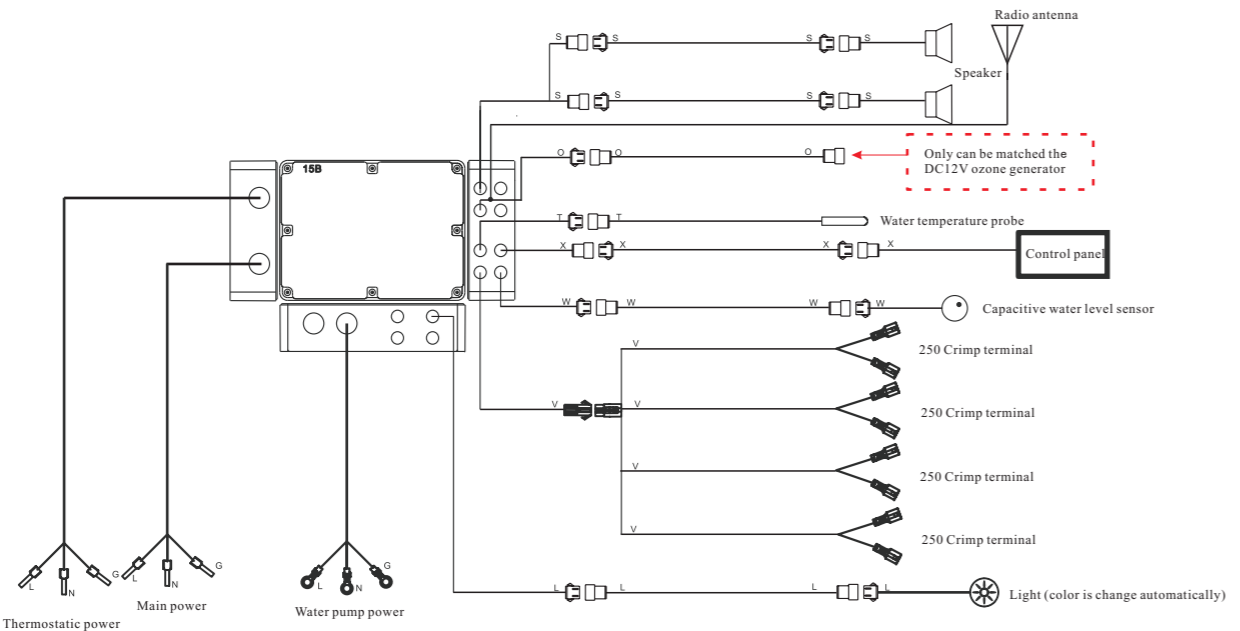 Radio antenna
S S S S
Speaker
S S S S
O O O
Only can be matched the
DC12V ozone generator
15B
T T
Water temperature probe
X X X X
Control panel
W W W W
Capacitive water level sensor
V
250 Crimp terminal
V V
250 Crimp terminal
V
250 Crimp terminal
V
250 Crimp terminal
L N G
Thermostatic power
L N G
Main power
L N G
Water pump power
L L L L
Light (color is change automatically)